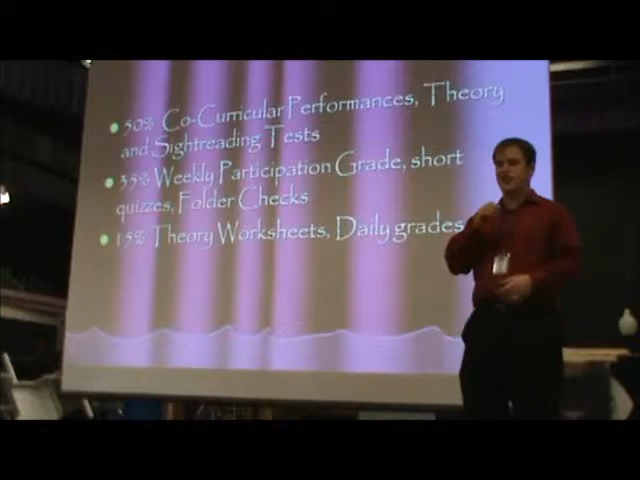 50% Co-Curricular Performances, Theory
and Sightreading Tests
35% Weekly Participation Grade, short
quizzes, Folder Checks
15% Theory Worksheets, Daily grades